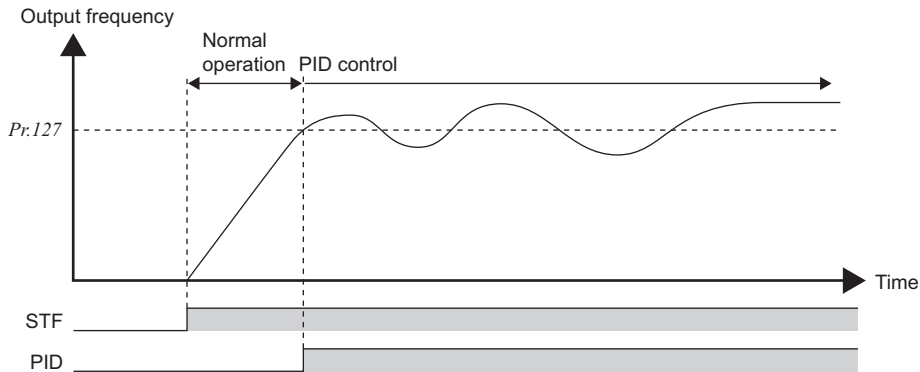 Output frequency
Normal
operation PID control
Pr.127
Time
STF
PID